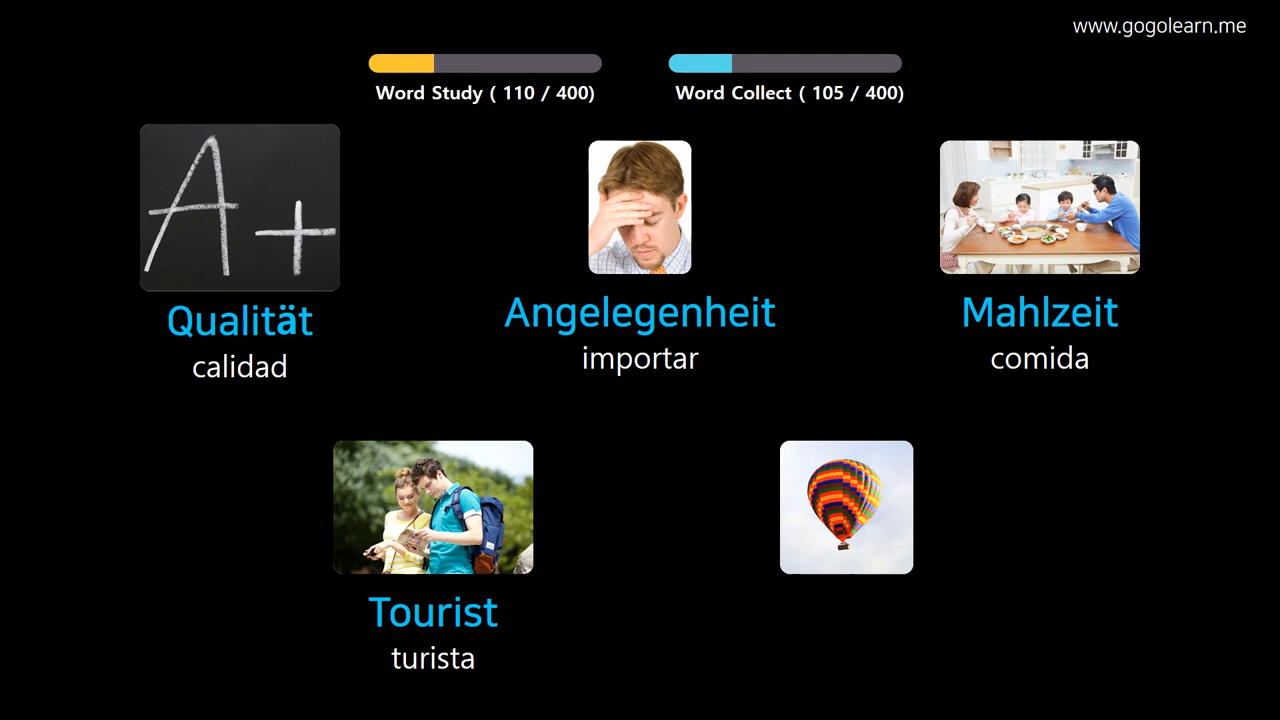 www.gogolearn.me
Word Study ( 110 / 400)
Word Collect ( 105 / 400)
A+
Qualität
calidad
Angelegenheit
importar
Mahlzeit
comida
Tourist
turista